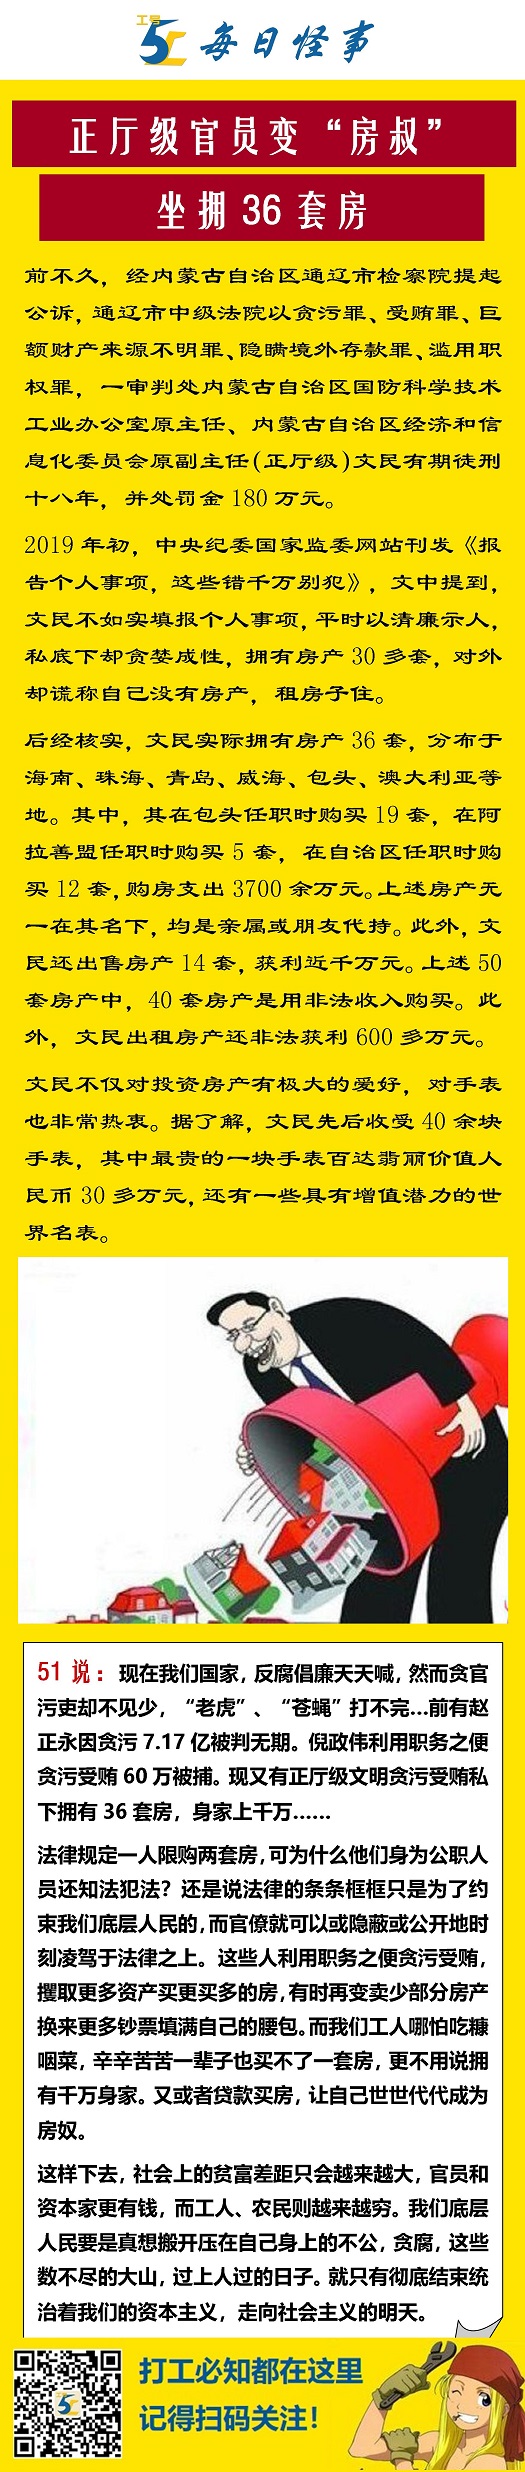 工号
51
每日怪事
正厅级官员变“房叔”
坐拥36套房
前不久，经内蒙古自治区通辽市检察院提起
公诉，通辽市中级法院以贪污罪、受贿罪、巨
额财产来源不明罪、隐瞒境外存款罪、滥用职
权罪，一审判处内蒙古自治区国防科学技术
工业办公室原主任、内蒙古自治区经济和信
息化委员会原副主任(正厅级)文民有期徒刑
十八年，并处罚金180万元。
2019年初，中央纪委国家监委网站刊发《报
告个人事项，这些错千万别犯》，文中提到，
文民不如实填报个人事项，平时以清廉示人，
私底下却贪婪成性，拥有房产30多套，对外
却谎称自己没有房产，租房子住。
后经核实，文民实际拥有房产36套，分布于
海南、珠海、青岛、威海、包头、澳大利亚等
地。其中，其在包头任职时购买19套，在阿
拉善盟任职时购买5套，在自治区任职时购
买12套，购房支出3700余万元。上述房产无
一在其名下，均是亲属或朋友代持。此外，文
民还出售房产14套，获利近千万元。上述50
套房产中，40套房产是用非法收入购买。此
外，文民出租房产还非法获利600多万元。
文民不仅对投资房产有极大的爱好，对手表
也非常热衷。据了解，文民先后收受40余块
手表，其中最贵的一块手表百达翡丽价值人
民币30多万元，还有一些具有增值潜力的世
界名表。
51说：现在我们国家，反腐倡廉天天喊，然而贪官
污吏却不见少，“老虎”、“苍蝇”打不完…前有赵
正永因贪污7.17亿被判无期。倪政伟利用职务之便
贪污受贿60万被捕。现又有正厅级文明贪污受贿私
下拥有36套房，身家上千万……
法律规定一人限购两套房，可为什么他们身为公职人
员还知法犯法？还是说法律的条条框框只是为了约
束我们底层人民的，而官僚就可以或隐蔽或公开地时
刻凌驾于法律之上。这些人利用职务之便贪污受贿，
攫取更多资产买更买多的房，有时再变卖少部分房产
换来更多钞票填满自己的腰包。而我们工人哪怕吃糠
咽菜，辛辛苦苦一辈子也买不了一套房，更不用说拥
有千万身家。又或者贷款买房，让自己世世代代成为
房奴。
这样下去，社会上的贫富差距只会越来越大，官员和
资本家更有钱，而工人、农民则越来越穷。我们底层
人民要是真想搬开压在自己身上的不公，贪腐，这些
数不尽的大山，过上人过的日子。就只有彻底结束统
治着我们的资本主义，走向社会主义的明天。
打工必知都在这里
记得扫码关注！